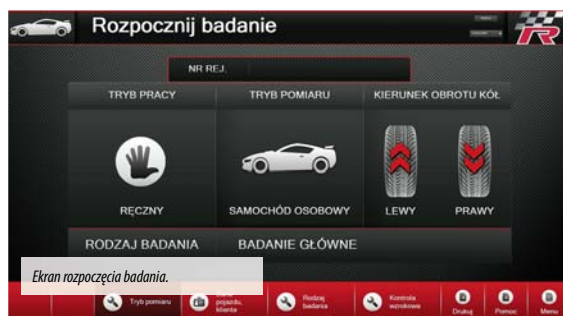 Rozpocznij badanie
R
NR REJ.
TRYB PRACY
TRYB POMIARU
KIERUNEK OBROTU KÓŁ
RĘCZNY
SAMOCHÓD OSOBOWY
LEWY
PRAWY
RODZAJ BADANIA
BADANIE GŁÓWNE
Ekran rozpoczęcia badania.
Tryb pomiaru
pojazdu,
klienta
Rodzaj
badania
Kontrola
wzrokowa
Drukuj
Pomoc
Menu